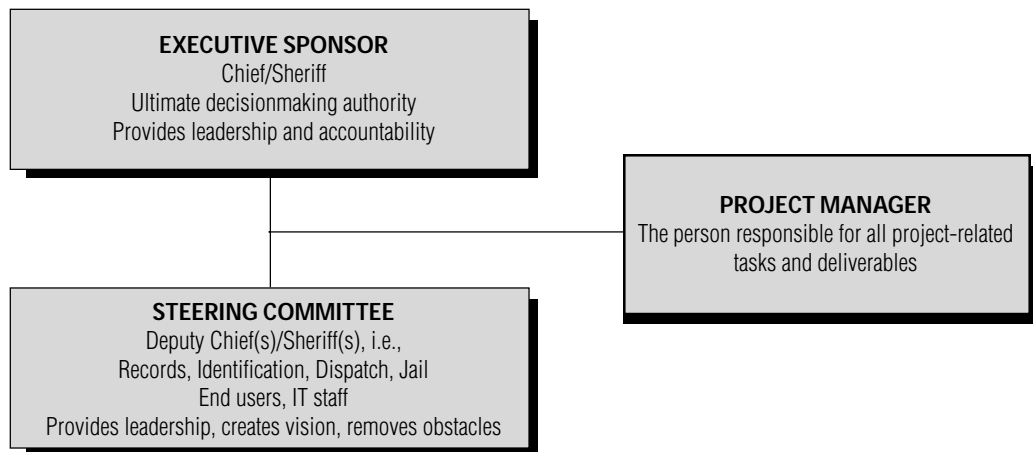 EXECUTIVE SPONSOR
Chief/Sheriff
Ultimate decisionmaking authority
Provides leadership and accountability
PROJECT MANAGER
The person responsible for all project-related
tasks and deliverables
STEERING COMMITTEE
Deputy Chief(s)/Sheriff(s), i.e.,
Records, Identification, Dispatch, Jail
End users, IT staff
Provides leadership, creates vision, removes obstacles